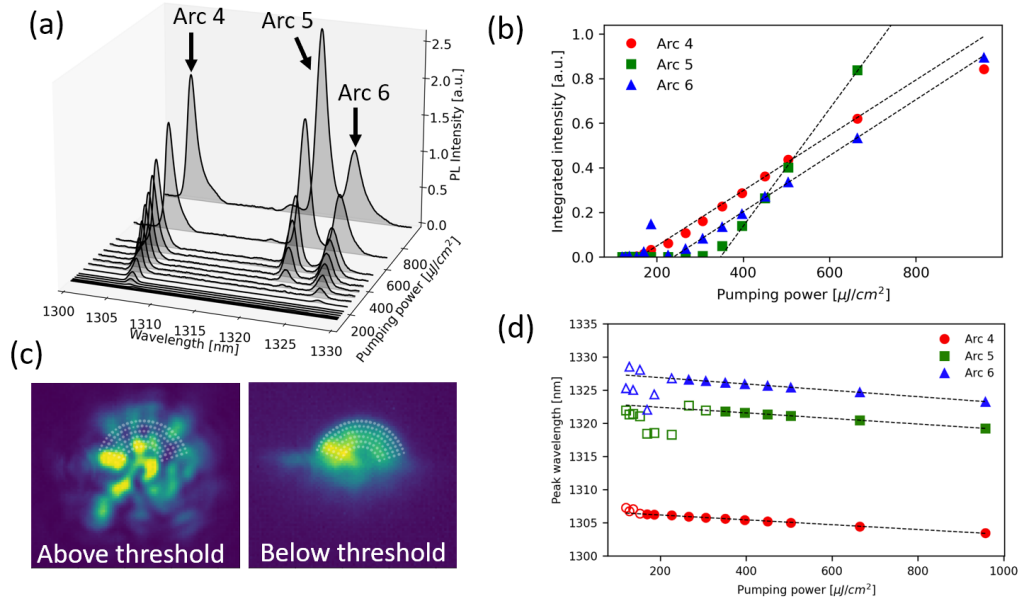 (a)
Arc 4
Arc 5
Arc 6
2.5
2.0
1.5
1.0
0.5
0.0
PL Intensity [a.u.]
800
600
400
200
Pumping power [μJ/cm²]
1300
1305
1310
1315
1320
1325
1330
Wavelength [nm]
(b)
Arc 4
Arc 5
Arc 6
1.0
0.8
0.6
0.4
0.2
0.0
Integrated intensity [a.u.]
200 400 600 800
Pumping power [μJ/cm²]
(c)
Above threshold
Below threshold
(d)
Arc 4
Arc 5
Arc 6
1335
1330
1325
1320
1315
1310
1305
1300
Peak wavelength [nm]
200 400 600 800 1000
Pumping power [μJ/cm²]